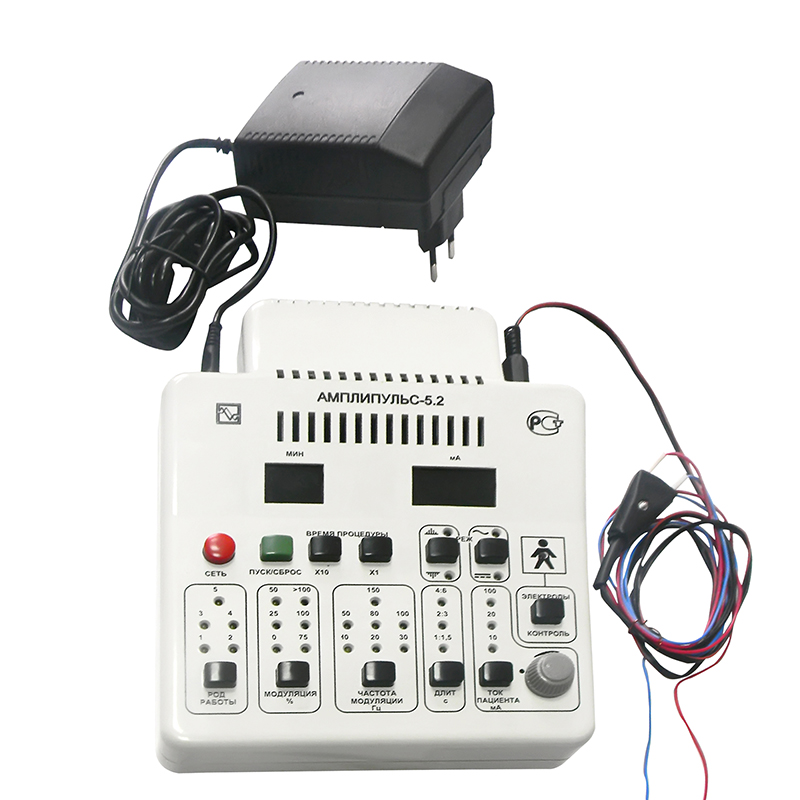 АМПЛИПУЛЬС-5.2
РСТ
МИН
мА
ВРЕМЯ ПРОЦЕДУРЫ
РЕЖ
СЕТЬ
ПУСК/СБРОС
Х10
Х1
ЭЛЕКТРОДЫ
КОНТРОЛЬ
5
3 4
1 2
РОД
РАБОТЫ
50 >100
25 100
0 75
МОДУЛЯЦИЯ
%
150
50 80 100
10 20 30
ЧАСТОТА
МОДУЛЯЦИИ
Гц
4:6
2:3
1:1,5
ДЛИТ
с
100
20
10
ТОК
ПАЦИЕНТА
мА